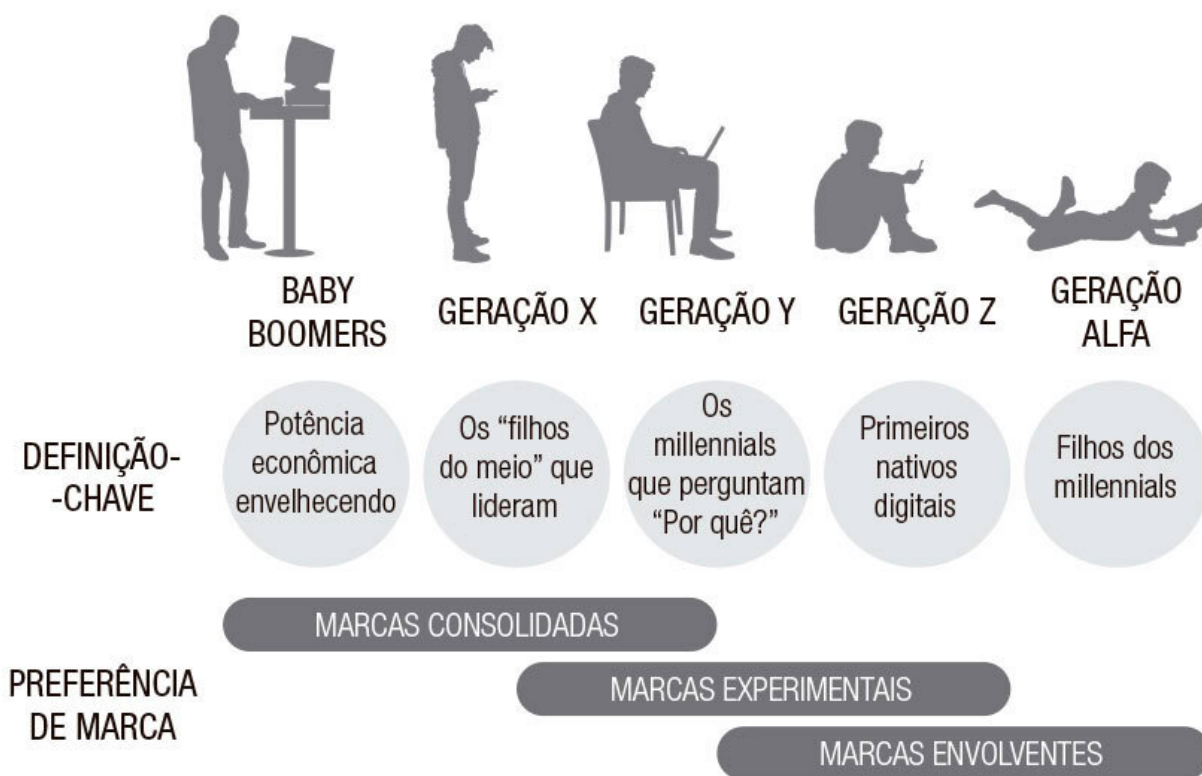 BABY
BOOMERS
GERAÇÃO X
GERAÇÃO Y
GERAÇÃO Z
GERAÇÃO
ALFA
DEFINIÇÃO-
-CHAVE
Potência
econômica
envelhecendo
Os “filhos
do meio” que
lideram
Os
millennials
que perguntam
“Por quê?”
Primeiros
nativos
digitais
Filhos dos
millennials
PREFERÊNCIA
DE MARCA
MARCAS CONSOLIDADAS
MARCAS EXPERIMENTAIS
MARCAS ENVOLVENTES